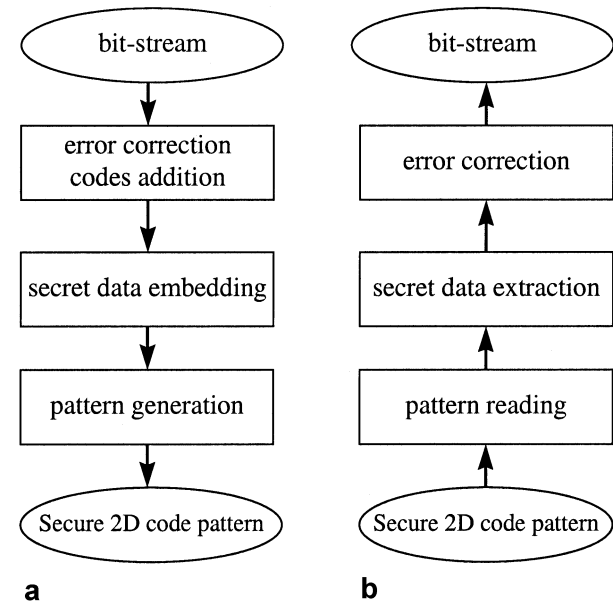 bit-stream
error correction
codes addition
secret data embedding
pattern generation
Secure 2D code pattern
a
bit-stream
error correction
secret data extraction
pattern reading
Secure 2D code pattern
b